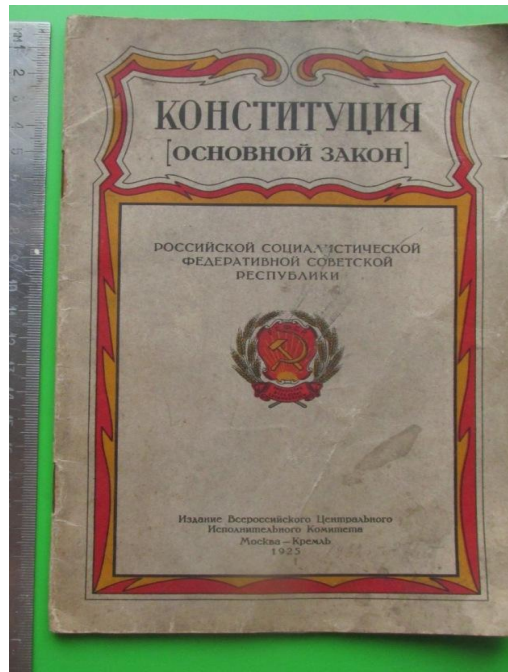 КОНСТИТУЦИЯ
[ОСНОВНОЙ ЗАКОН]
РОССИЙСКОЙ СОЦИАЛИСТИЧЕСКОЙ
ФЕДЕРАТИВНОЙ СОВЕТСКОЙ
РЕСПУБЛИКИ
Издание Всероссийского Центрального
Исполнительного Комитета
Москва — Кремль
1925